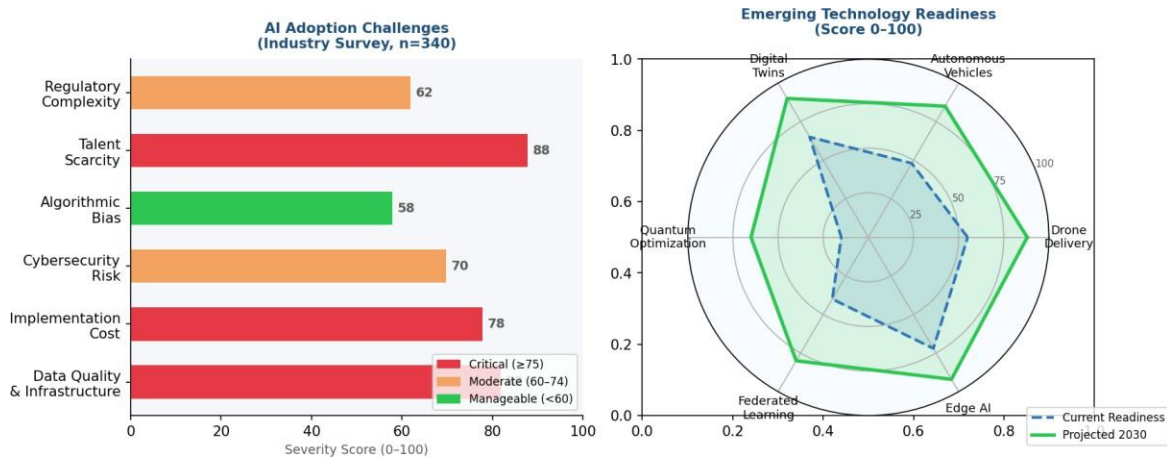 AI Adoption Challenges
(Industry Survey, n=340)
Regulatory
Complexity
62
Talent
Scarcity
88
Algorithmic
Bias
58
Cybersecurity
Risk
70
Implementation
Cost
78
Data Quality
& Infrastructure
Critical (≥75)
Moderate (60–74)
Manageable (<60)
0 20 40 60 80 100
Severity Score (0–100)
Emerging Technology Readiness
(Score 0–100)
1.0
0.8
0.6
0.4
0.2
0.0
Digital
Twins
Autonomous
Vehicles
100
75
50
25
Quantum
Optimization
Drone
Delivery
Federated
Learning
Edge AI
Current Readiness
Projected 2030
0.0 0.2 0.4 0.6 0.8 1.0